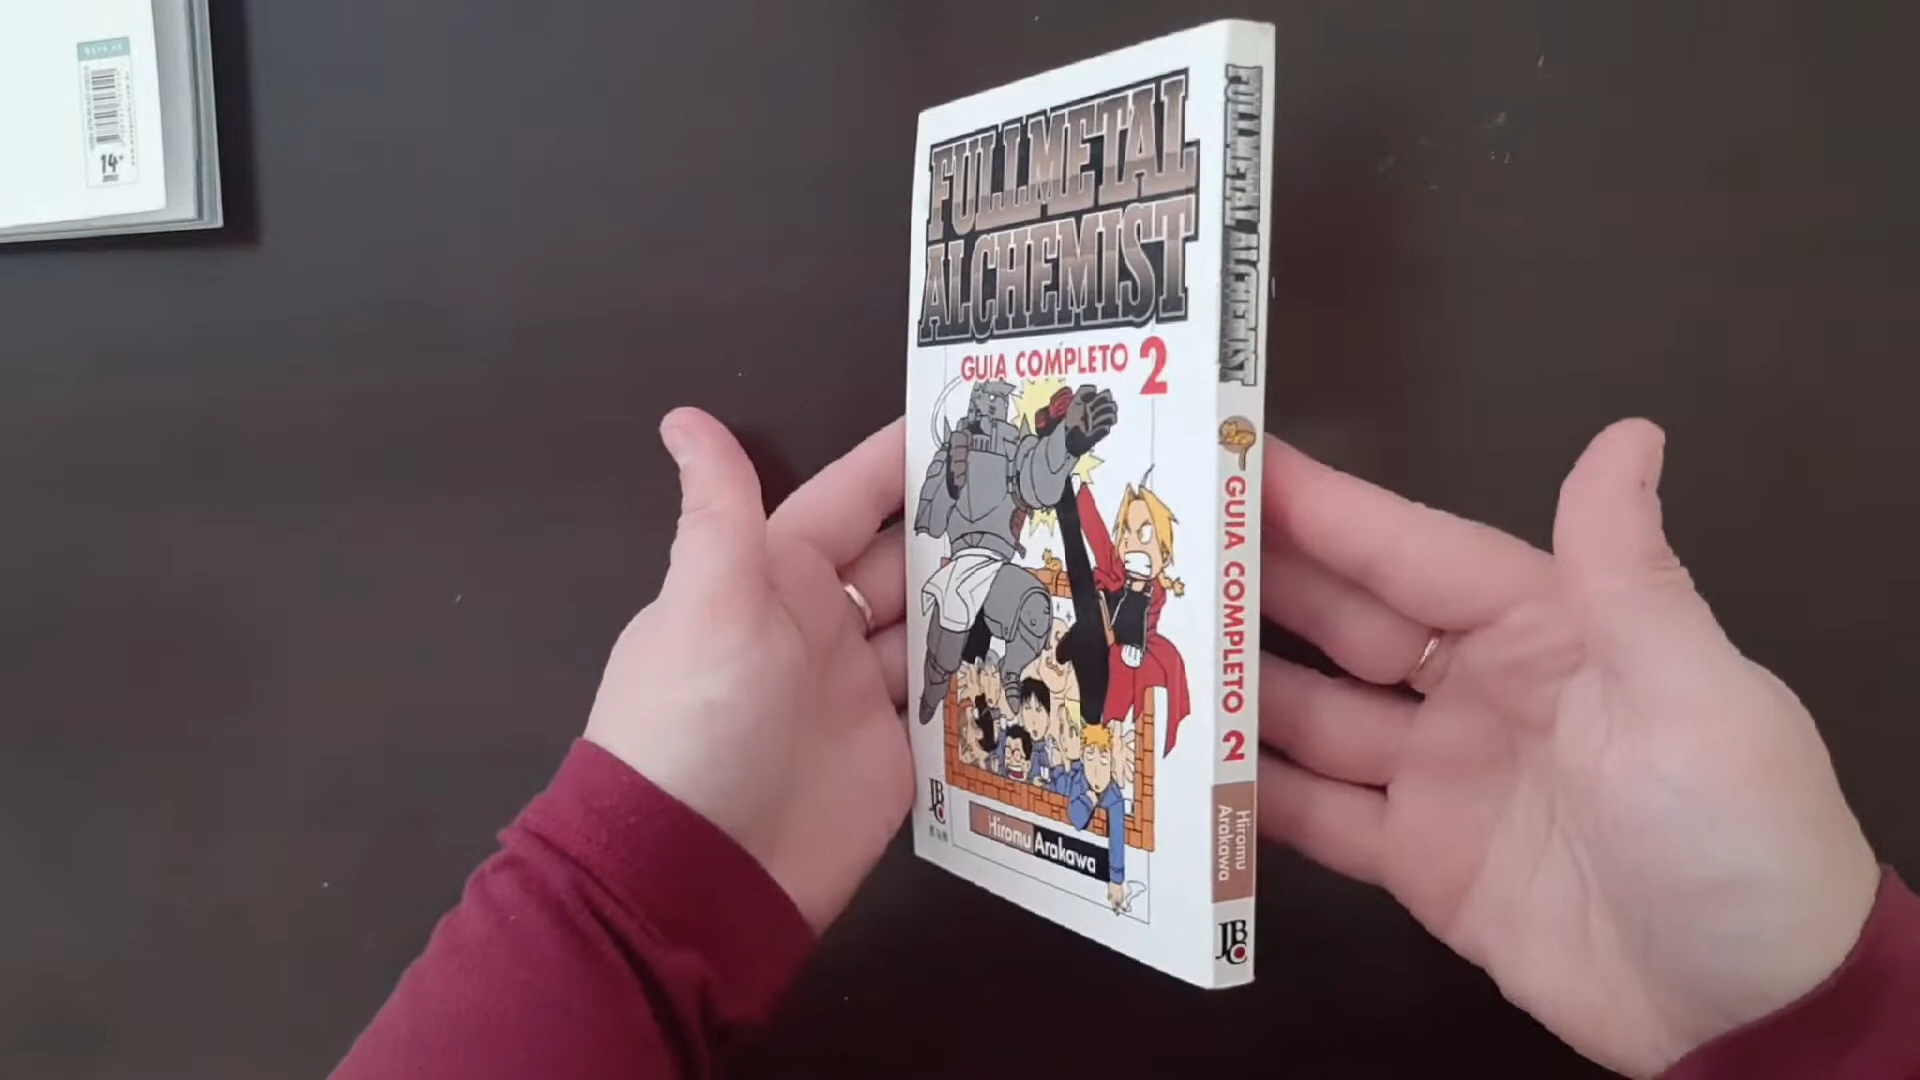 14
FULLMETAL
ALCHEMIST
GUIA COMPLETO 2
JBC
Hiromu Arakawa
FULLMETAL ALCHEMIST
GUIA COMPLETO 2
Hiromu
Arakawa
JBC